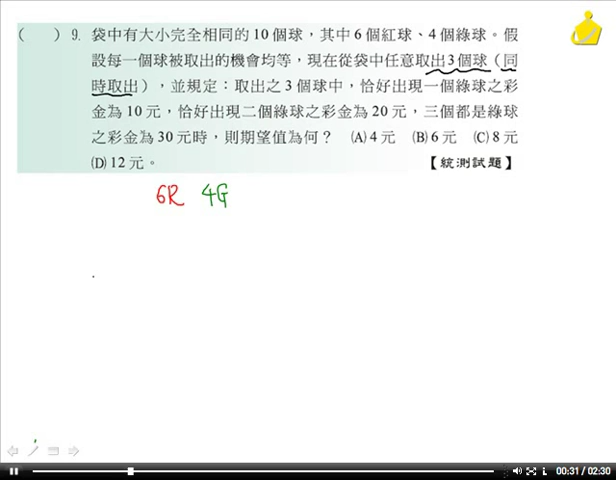 (　) 9. 袋中有大小完全相同的 10 個球，其中 6 個紅球、4 個綠球。假
設每一個球被取出的機會均等，現在從袋中任意取出 3 個球（同
時取出），並規定：取出之 3 個球中，恰好出現一個綠球之彩
金為 10 元，恰好出現二個綠球之彩金為 20 元，三個都是綠球
之彩金為 30 元時，則期望值為何？ (A) 4 元 (B) 6 元 (C) 8 元
(D) 12 元。 【統測試題】
6R 4G
00:31 / 02:30